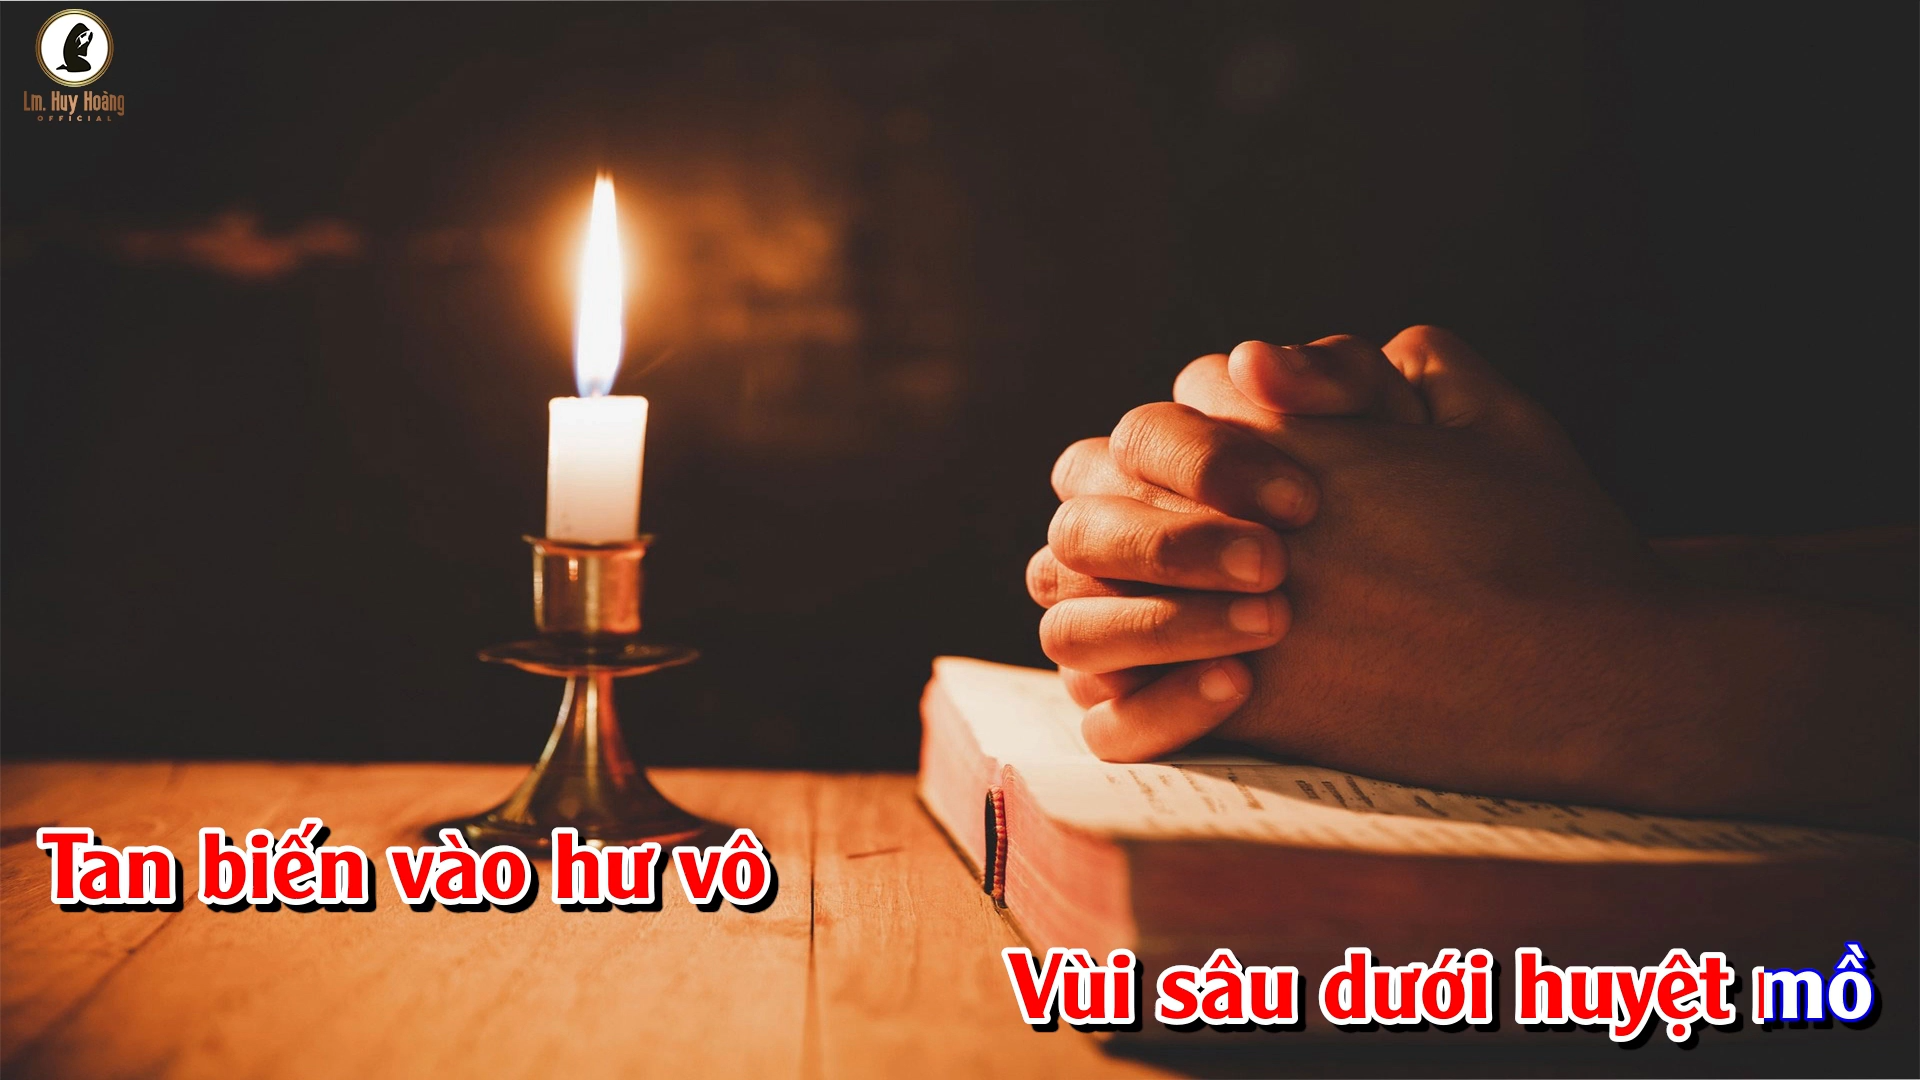 Lm. Huy Hoàng
OFFICIAL
Tan biến vào hư vô
Vùi sâu dưới huyệt mồ